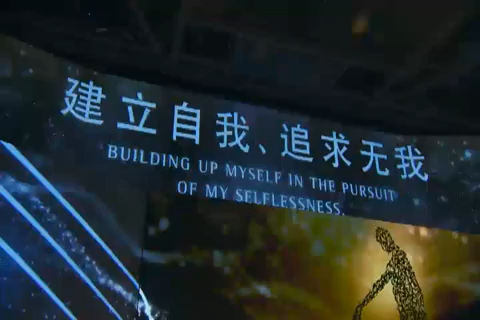 建立自我、追求无我
BUILDING UP MYSELF IN THE PURSUIT
OF MY SELFLESSNESS.